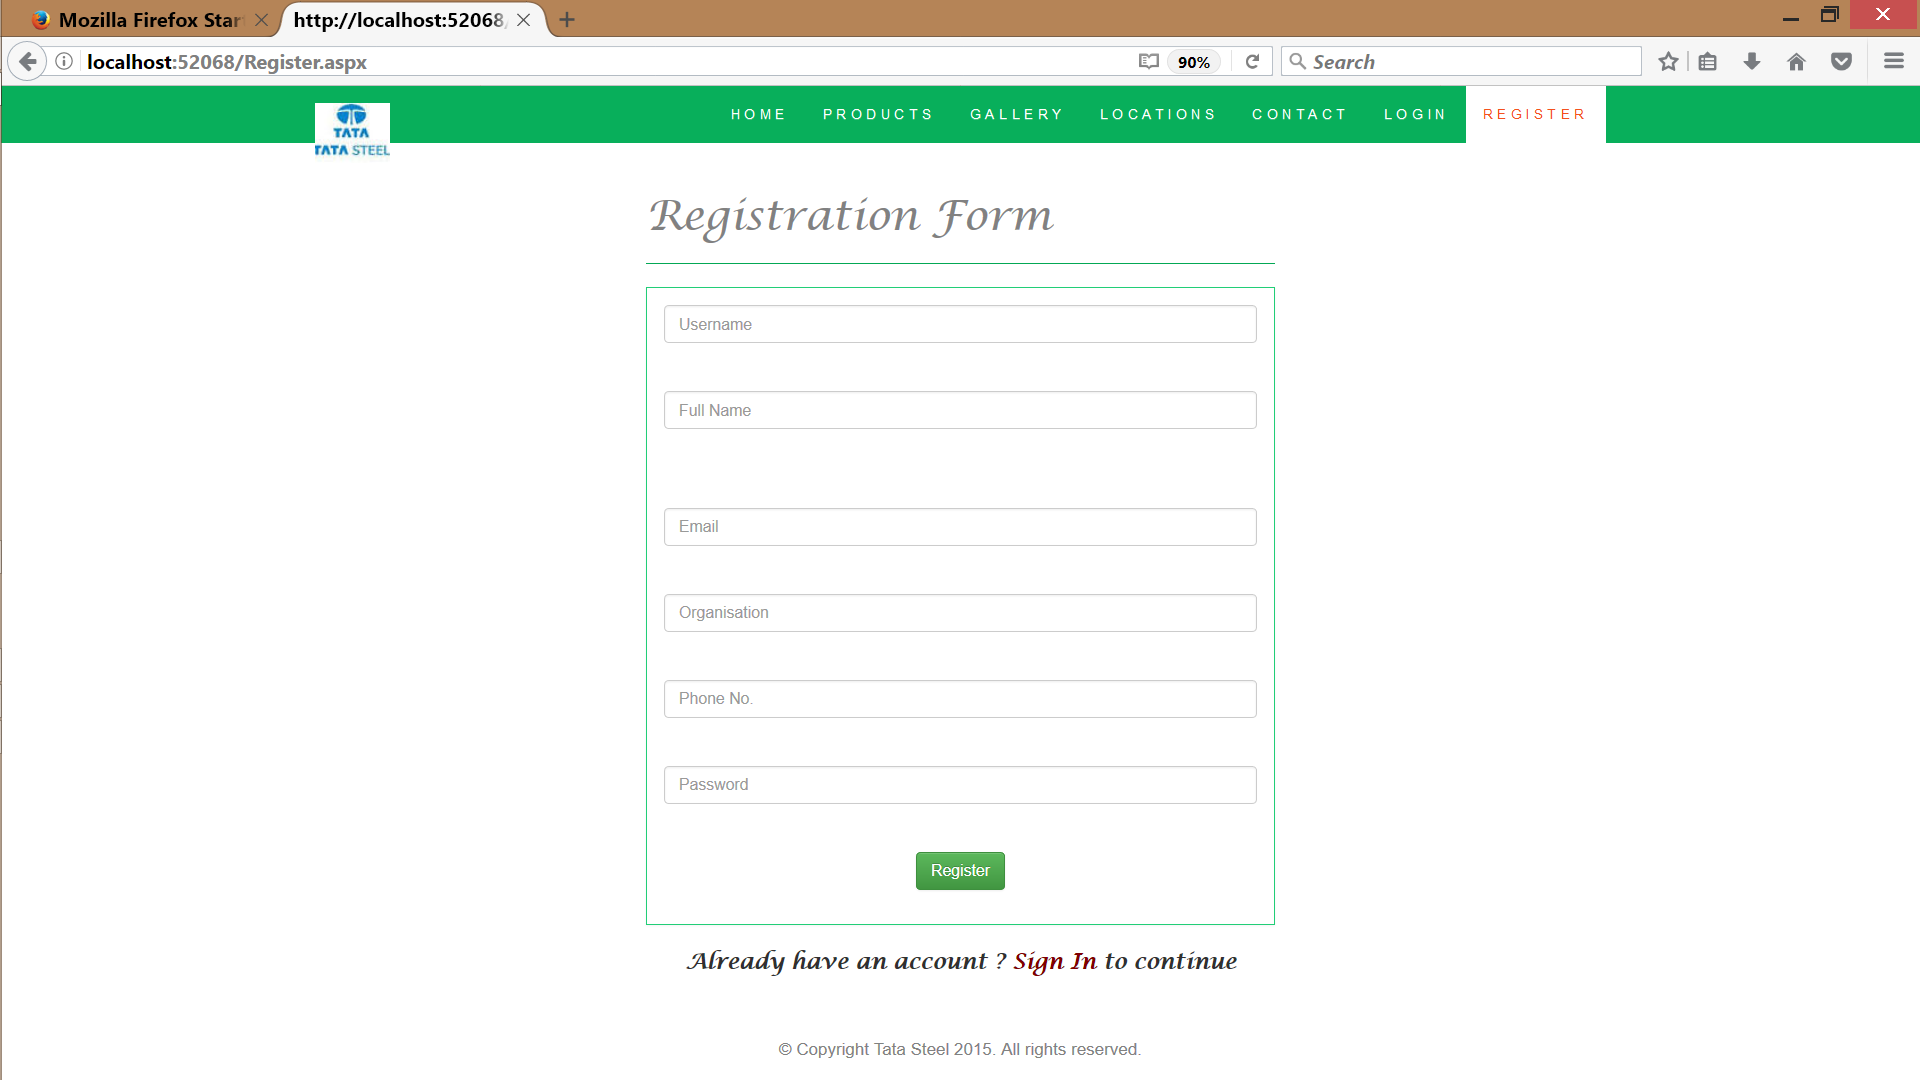 Mozilla Firefox Star
http://localhost:52068/
localhost:52068/Register.aspx
90%
Search
TATA
TATA STEEL
HOME PRODUCTS GALLERY LOCATIONS CONTACT LOGIN REGISTER
Registration Form
Username
Full Name
Email
Organisation
Phone No.
Password
Register
Already have an account ? Sign In to continue
© Copyright Tata Steel 2015. All rights reserved.